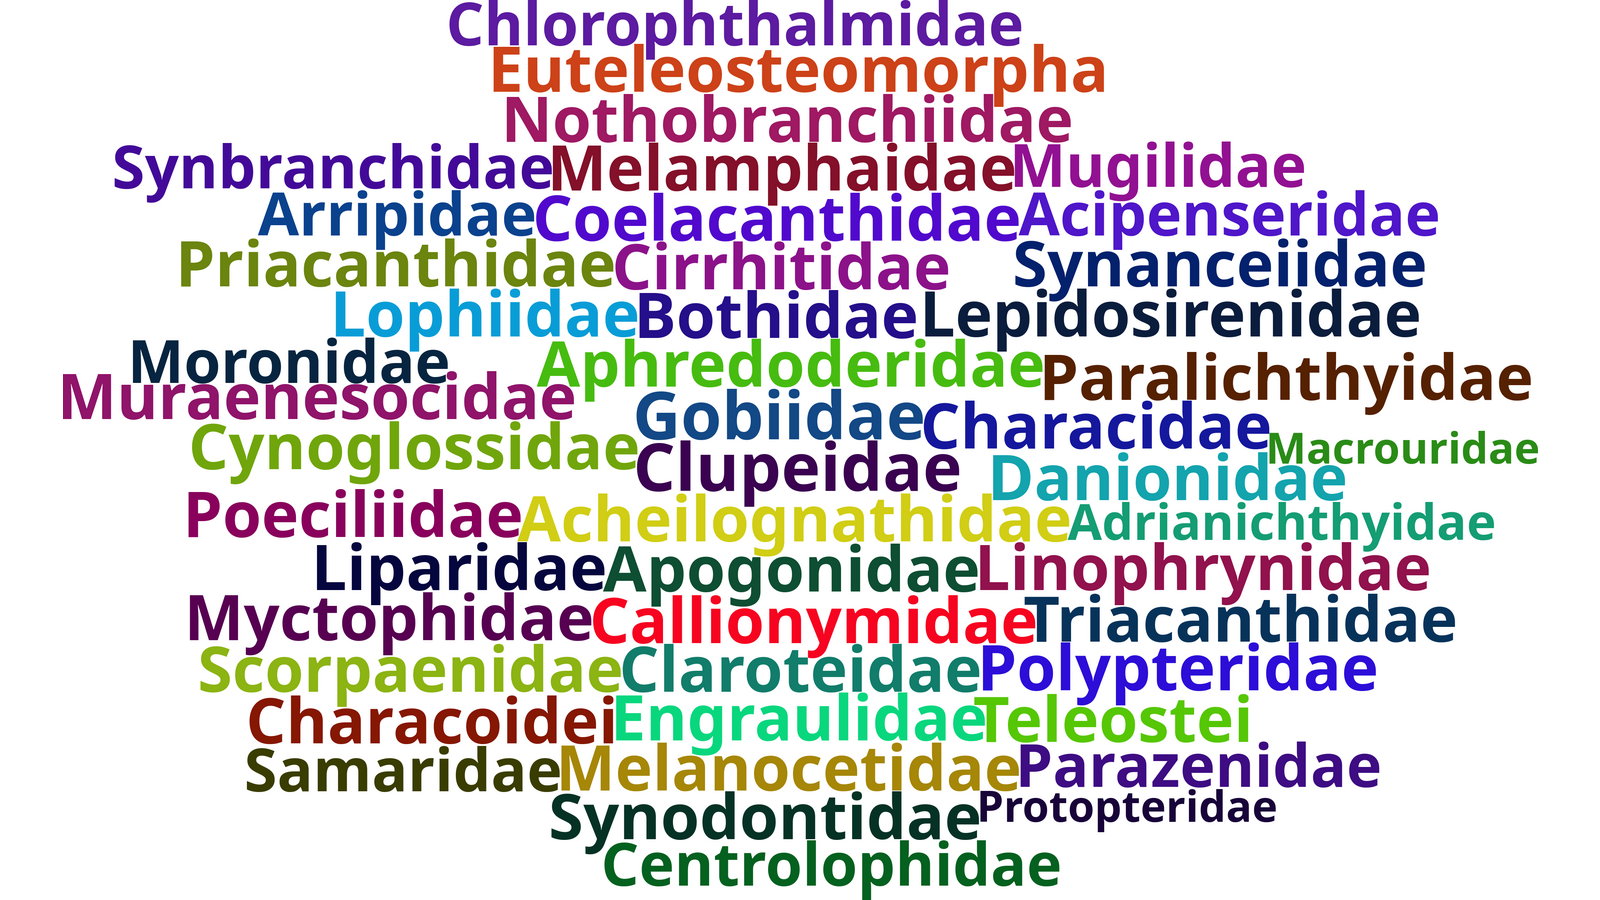 Chlorophthalmidae
Euteleosteomorpha
Nothobranchiidae
Synbranchidae Melamphaidae Mugilidae
Arripidae Coelacanthidae Acipenseridae
Priacanthidae Cirrhitidae Synanceiidae
Lophiidae Bothidae Lepidosirenidae
Moronidae Aphredoderidae Paralichthyidae
Muraenesocidae Gobiidae Characidae
Cynoglossidae Clupeidae Danionidae Macrouridae
Poeciliidae Acheilognathidae Adrianichthyidae
Liparidae Apogonidae Linophrynidae
Myctophidae Callionymidae Triacanthidae
Scorpaenidae Claroteidae Polypteridae
Characoidei Engraulidae Teleostei
Samaridae Melanocetidae Parazenidae
Synodontidae Protopteridae
Centrolophidae